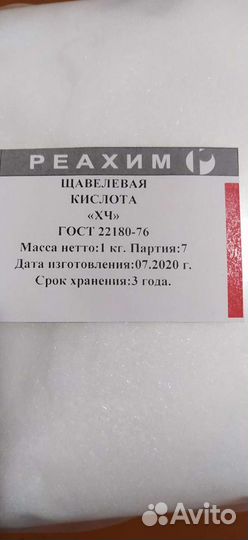 РЕАХИМ
ЩАВЕЛЕВАЯ
КИСЛОТА
«ХЧ»
ГОСТ 22180-76
Масса нетто:1 кг. Партия:7
Дата изготовления:07.2020 г.
Срок хранения:3 года.
Avito